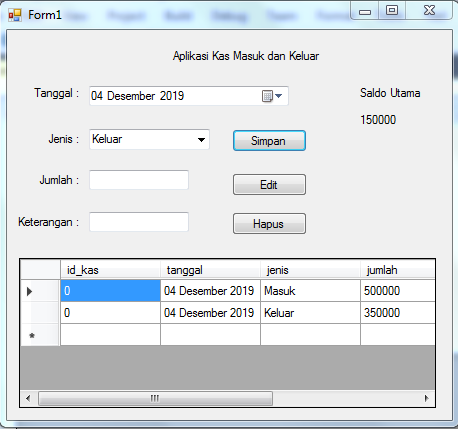 Form1
Aplikasi Kas Masuk dan Keluar
Tanggal : 04 Desember 2019 Saldo Utama
150000
Jenis : Keluar Simpan
Jumlah : Edit
Keterangan : Hapus
id_kas tanggal jenis jumlah
0 04 Desember 2019 Masuk 500000
0 04 Desember 2019 Keluar 350000